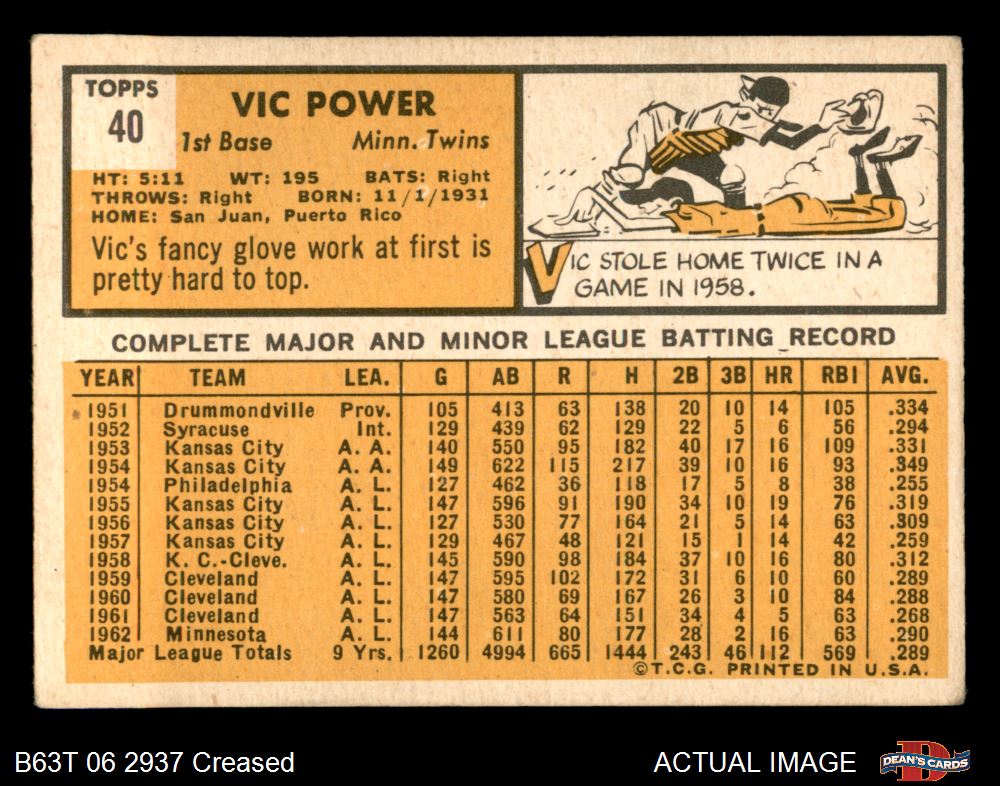 TOPPS
40
VIC POWER
1st Base Minn. Twins
HT: 5:11 WT: 195 BATS: Right
THROWS: Right BORN: 11/1/1931
HOME: San Juan, Puerto Rico
Vic's fancy glove work at first is
pretty hard to top.
VIC STOLE HOME TWICE IN A
GAME IN 1958.
COMPLETE MAJOR AND MINOR LEAGUE BATTING RECORD
YEAR TEAM LEA. G AB R H 2B 3B HR RBI AVG.
1951 Drummondville Prov. 105 413 63 138 20 10 14 105 .334
1952 Syracuse Int. 129 439 62 129 22 5 6 56 .294
1953 Kansas City A. A. 140 550 95 182 40 17 16 109 .331
1954 Kansas City A. A. 149 622 115 217 39 10 16 93 .349
1954 Philadelphia A. L. 127 462 36 118 17 5 8 38 .255
1955 Kansas City A. L. 147 596 91 190 34 10 19 76 .319
1956 Kansas City A. L. 127 530 77 164 21 5 14 63 .309
1957 Kansas City A. L. 129 467 48 121 15 1 14 42 .259
1958 K. C.-Cleve. A. L. 145 590 98 184 37 10 16 80 .312
1959 Cleveland A. L. 147 595 102 172 31 6 10 60 .289
1960 Cleveland A. L. 147 580 69 167 26 3 10 84 .288
1961 Cleveland A. L. 147 563 64 151 34 4 5 63 .268
1962 Minnesota A. L. 144 611 80 177 28 2 16 63 .290
Major League Totals 9 Yrs. 1260 4994 665 1444 243 46 112 569 .289
©T.C.G. PRINTED IN U.S.A.
B63T 06 2937 Creased
ACTUAL IMAGE
D
DEAN'S CARDS